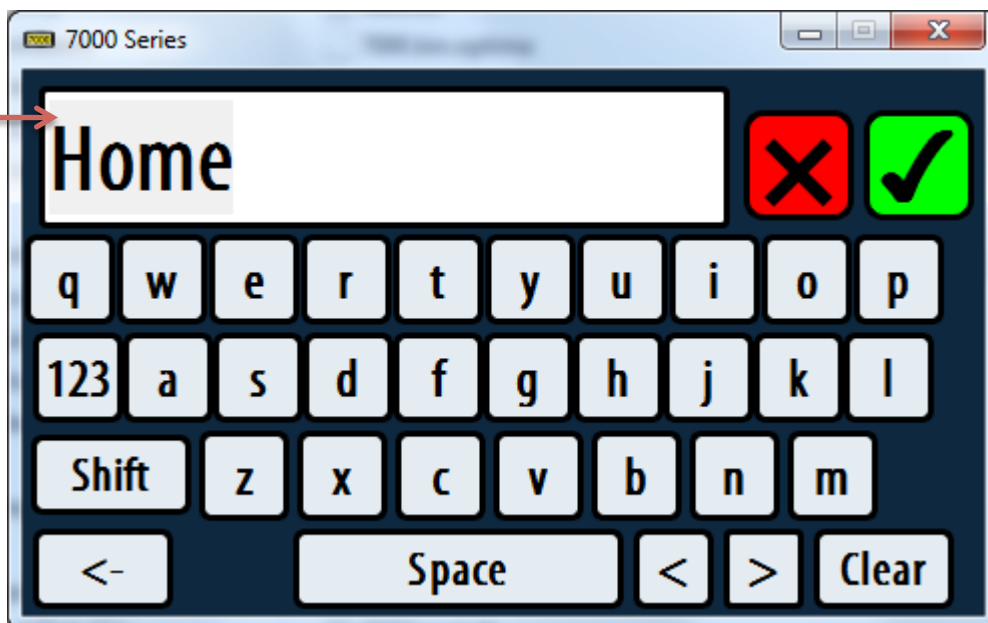 7000 Series
Home
q w e r t y u i o p
123 a s d f g h j k l
Shift z x c v b n m
<- Space < > Clear